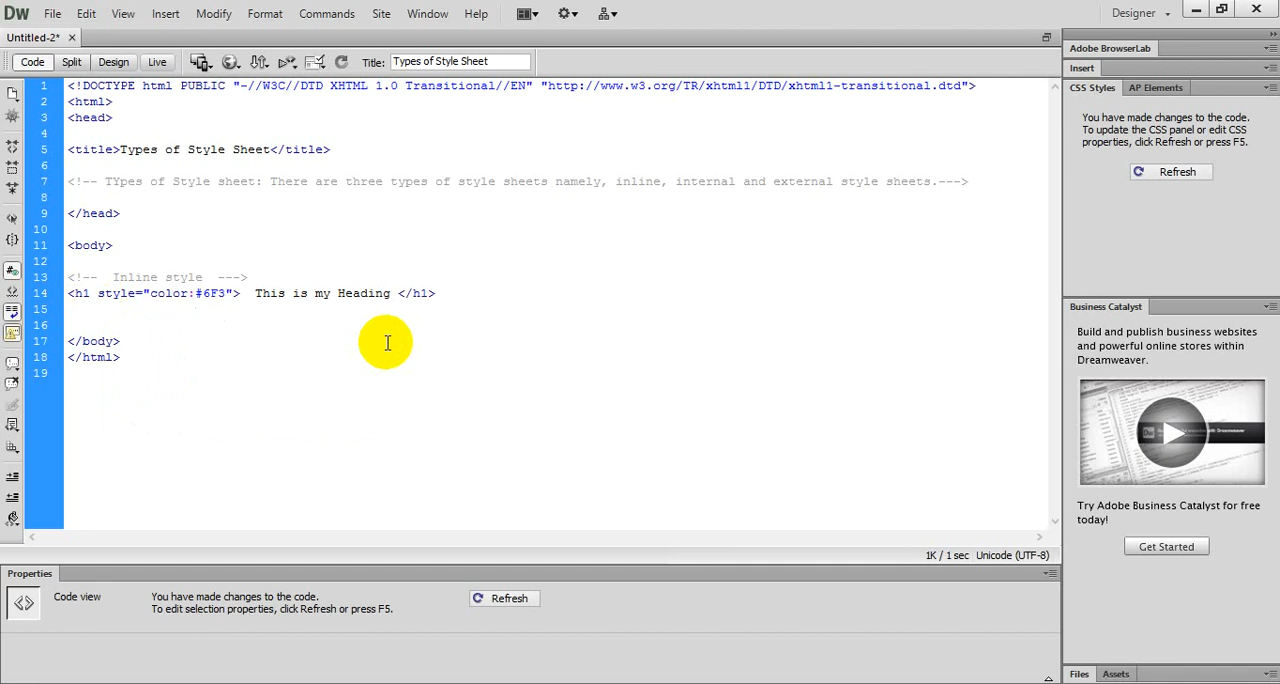 DW File Edit View Insert Modify Format Commands Site Window Help Designer
Untitled-2*
Code Split Design Live Title: Types of Style Sheet
1 <!DOCTYPE html PUBLIC "-//W3C//DTD XHTML 1.0 Transitional//EN" "http://www.w3.org/TR/xhtml1/DTD/xhtml1-transitional.dtd">
2 <html>
3 <head>
4
5 <title>Types of Style Sheet</title>
6
7 <!-- TYpes of Style sheet: There are three types of style sheets namely, inline, internal and external style sheets.--->
8
9 </head>
10
11 <body>
12
13 <!--  Inline style  --->
14 <h1 style="color:#6F3">  This is my Heading </h1>
15
16
17 </body>
18 </html>
19
1K / 1 sec Unicode (UTF-8)
Properties
Code view
You have made changes to the code.
To edit selection properties, click Refresh or press F5.
Refresh
Adobe BrowserLab
Insert
CSS Styles AP Elements
You have made changes to the code.
To update the CSS panel or edit CSS
properties, click Refresh or press F5.
Refresh
Business Catalyst
Build and publish business websites
and powerful online stores within
Dreamweaver.
Try Adobe Business Catalyst for free
today!
Get Started
Files Assets